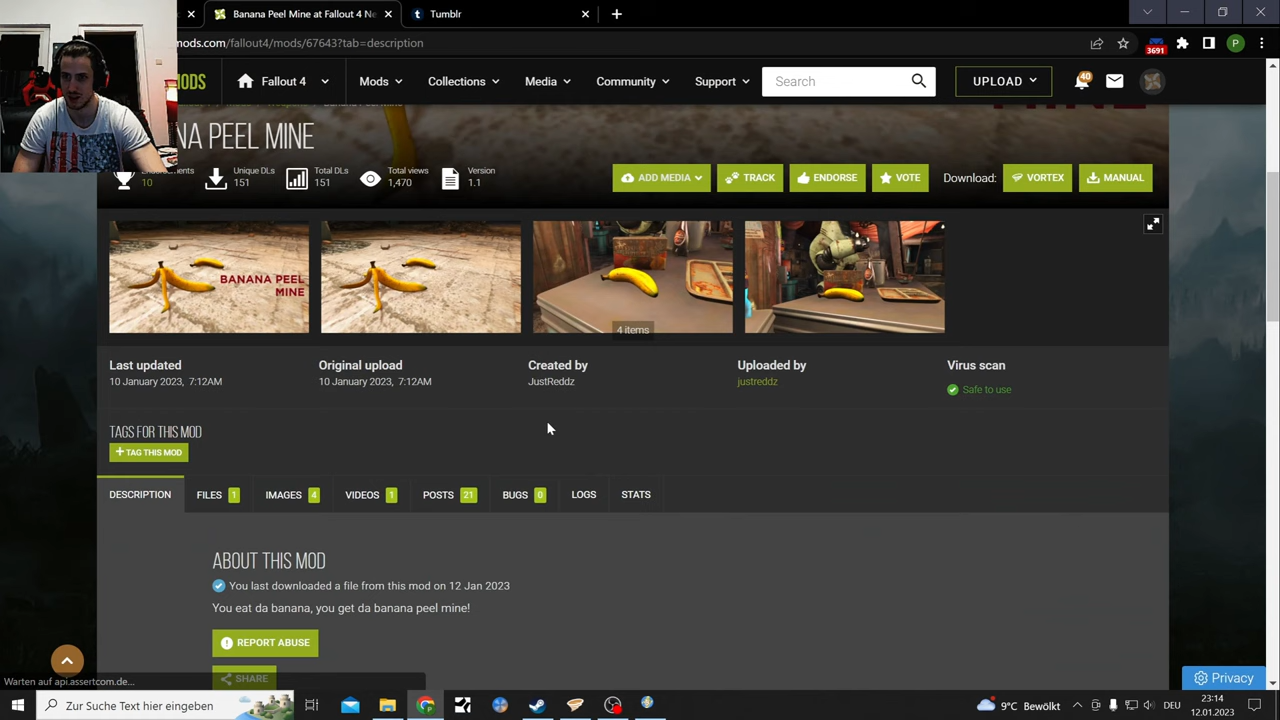 Banana Peel Mine at Fallout 4 Ne
Tumblr
mods.com/fallout4/mods/67643?tab=description
3691
P
MODS
Fallout 4
Mods
Collections
Media
Community
Support
Search
UPLOAD
40
NA PEEL MINE
10
Unique DLs
151
Total DLs
151
Total views
1,470
Version
1.1
ADD MEDIA
TRACK
ENDORSE
VOTE
Download:
VORTEX
MANUAL
BANANA PEEL
MINE
4 items
Last updated
10 January 2023, 7:12AM
Original upload
10 January 2023, 7:12AM
Created by
JustReddz
Uploaded by
justreddz
Virus scan
Safe to use
TAGS FOR THIS MOD
+ TAG THIS MOD
DESCRIPTION
FILES 1
IMAGES 4
VIDEOS 1
POSTS 21
BUGS 0
LOGS
STATS
ABOUT THIS MOD
You last downloaded a file from this mod on 12 Jan 2023
You eat da banana, you get da banana peel mine!
REPORT ABUSE
SHARE
Warten auf api.assertcom.de...
Privacy
Zur Suche Text hier eingeben
9°C Bewölkt
DEU
23:14
12.01.2023